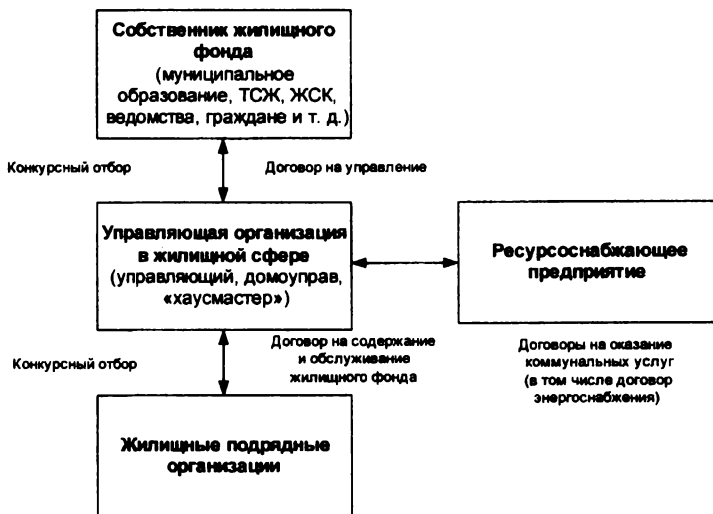 Собственник жилищного
фонда
(муниципальное
образование, ТСЖ, ЖСК,
ведомства, граждане и т. д.)
Конкурсный отбор
Договор на управление
Управляющая организация
в жилищной сфере
(управляющий, домоуправ,
«хаусмастер»)
Ресурсоснабжающее
предприятие
Конкурсный отбор
Договор на содержание
и обслуживание
жилищного фонда
Договоры на оказание
коммунальных услуг
(в том числе договор
энергоснабжения)
Жилищные подрядные
организации